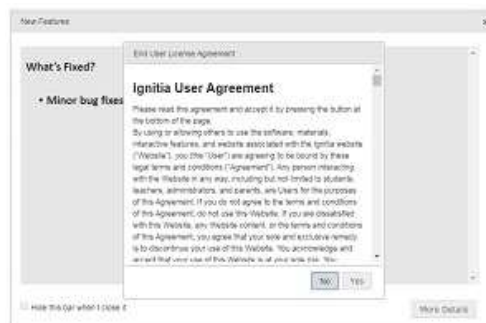 New Features
End User License Agreement
What's Fixed?
• Minor bug fixes
Ignitia User Agreement
Please read this agreement and accept it by pressing the button at
the bottom of the page.
By using or allowing others to use the software, materials,
interactive features, and website associated with the Ignitia website
("Website"), you (the "User") are agreeing to be bound by these
legal terms and conditions ("Agreement"). Any person interacting
with the Website in any way, including but not limited to students,
teachers, administrators, and parents, are Users for the purposes
of this Agreement. If you do not agree to the terms and conditions
of this Agreement, do not use this Website. If you are dissatisfied
with this Website, any Website content, or the terms and conditions
of this Agreement, you agree that your sole and exclusive remedy
is to discontinue your use of this Website. You acknowledge and
accept that your use of this Website is at your sole risk. You
No Yes
Hide this bar when I close it
More Details